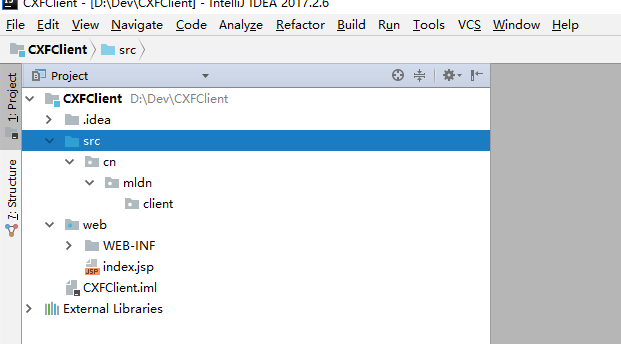 CXFClient - [D:\Dev\CXFClient] - IntelliJ IDEA 2017.2.6
File Edit View Navigate Code Analyze Refactor Build Run Tools VCS Window Help
CXFClient src
1: Project
7: Structure
Project
CXFClient D:\Dev\CXFClient
.idea
src
cn
mldn
client
web
WEB-INF
JSP index.jsp
CXFClient.iml
External Libraries